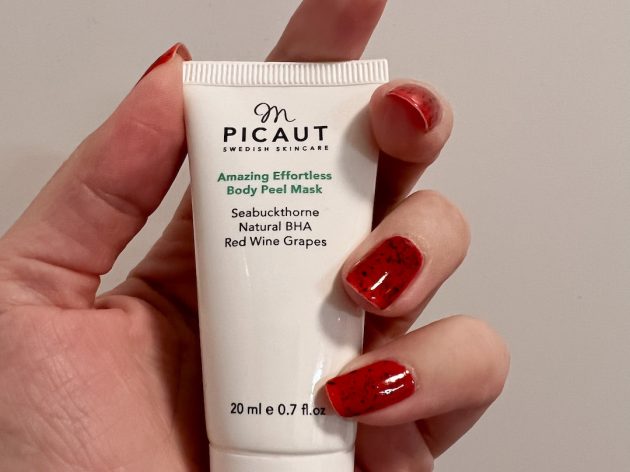 M
PICAUT
SWEDISH SKINCARE
Amazing Effortless
Body Peel Mask
Seabuckthorne
Natural BHA
Red Wine Grapes
20 ml e 0.7 fl.oz